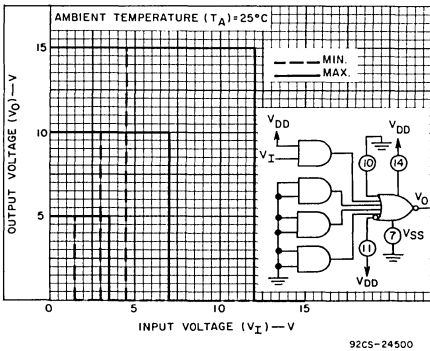 AMBIENT TEMPERATURE (TA)=25°C
15
MIN.
MAX.
OUTPUT VOLTAGE (VO)—V
10
5
0
5
10
15
INPUT VOLTAGE (VI)—V
VDD
VDD
VI
10
14
VO
7
VSS
11
VDD
92CS-24500